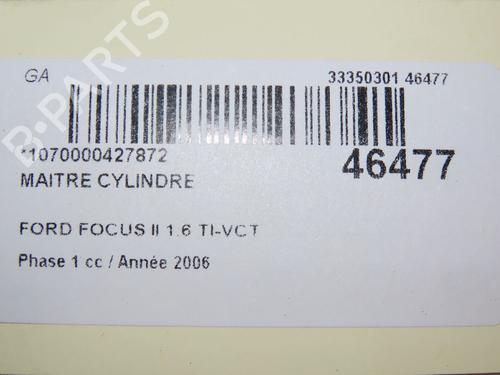 GA
33350301 46477
*1070000427872
46477
MAITRE CYLINDRE
FORD FOCUS II 1.6 TI-VCT
Phase 1 cc / Année 2006
B-PARTS